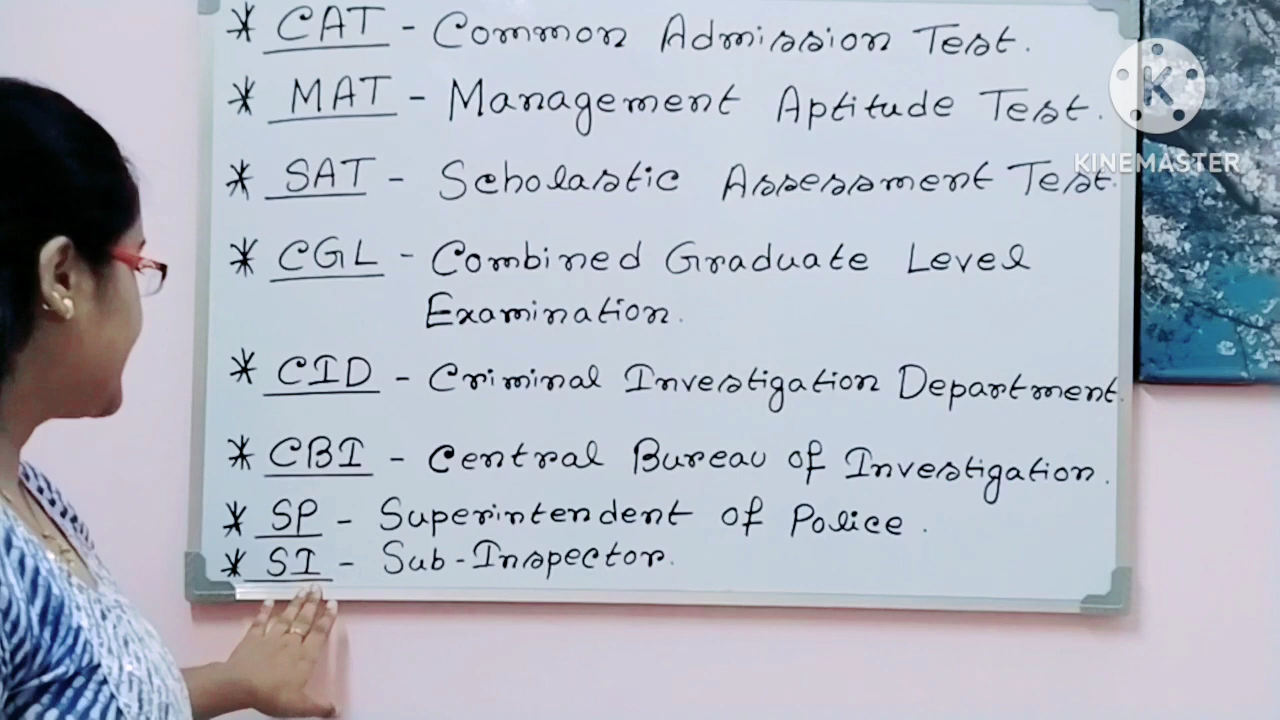 * CAT - Common Admission Test.
* MAT - Management Aptitude Test.
* SAT - Scholastic Assessment Test.
* CGL - Combined Graduate Level
Examination.
* CID - Criminal Investigation Department.
* CBI - Central Bureau of Investigation.
* SP - Superintendent of Police.
* SI - Sub-Inspector.
K
KINEMASTER